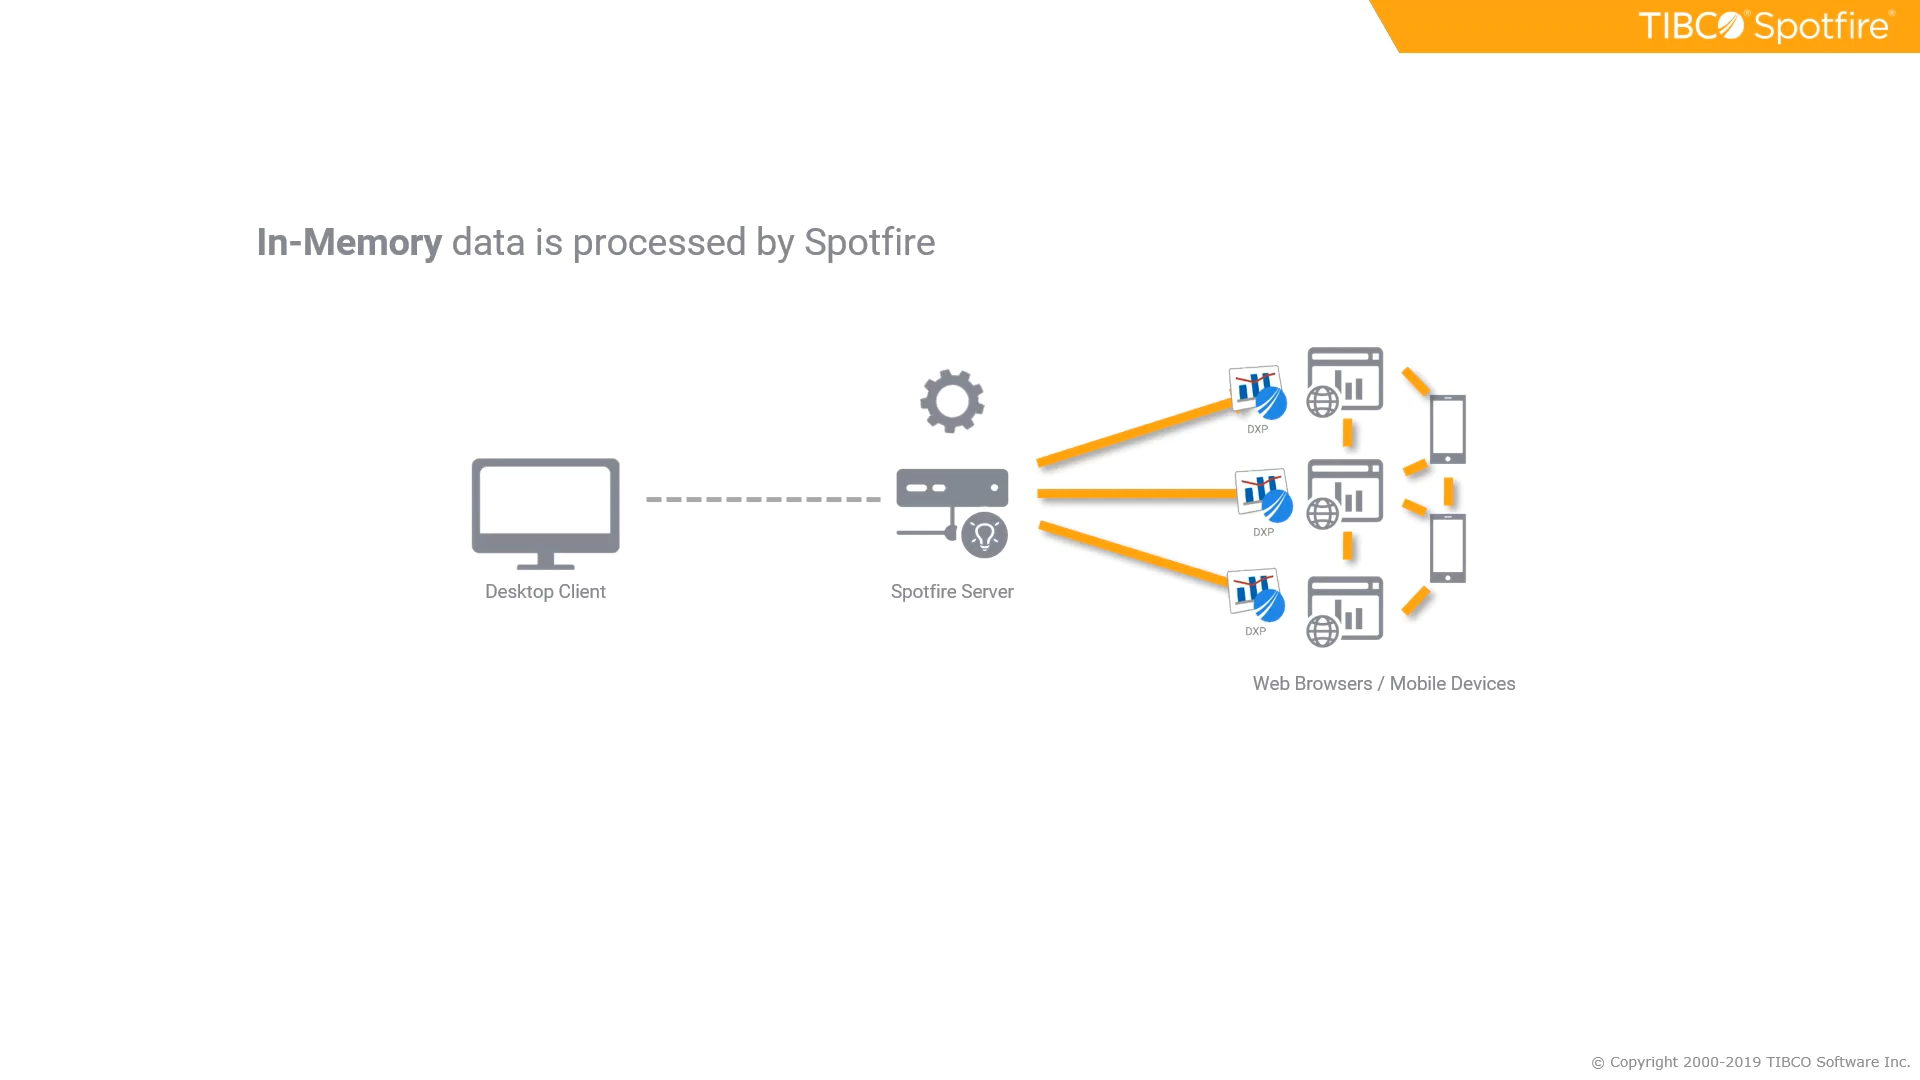 TIBCO® Spotfire®
In-Memory data is processed by Spotfire
DXP
DXP
DXP
Desktop Client
Spotfire Server
Web Browsers / Mobile Devices
© Copyright 2000-2019 TIBCO Software Inc.